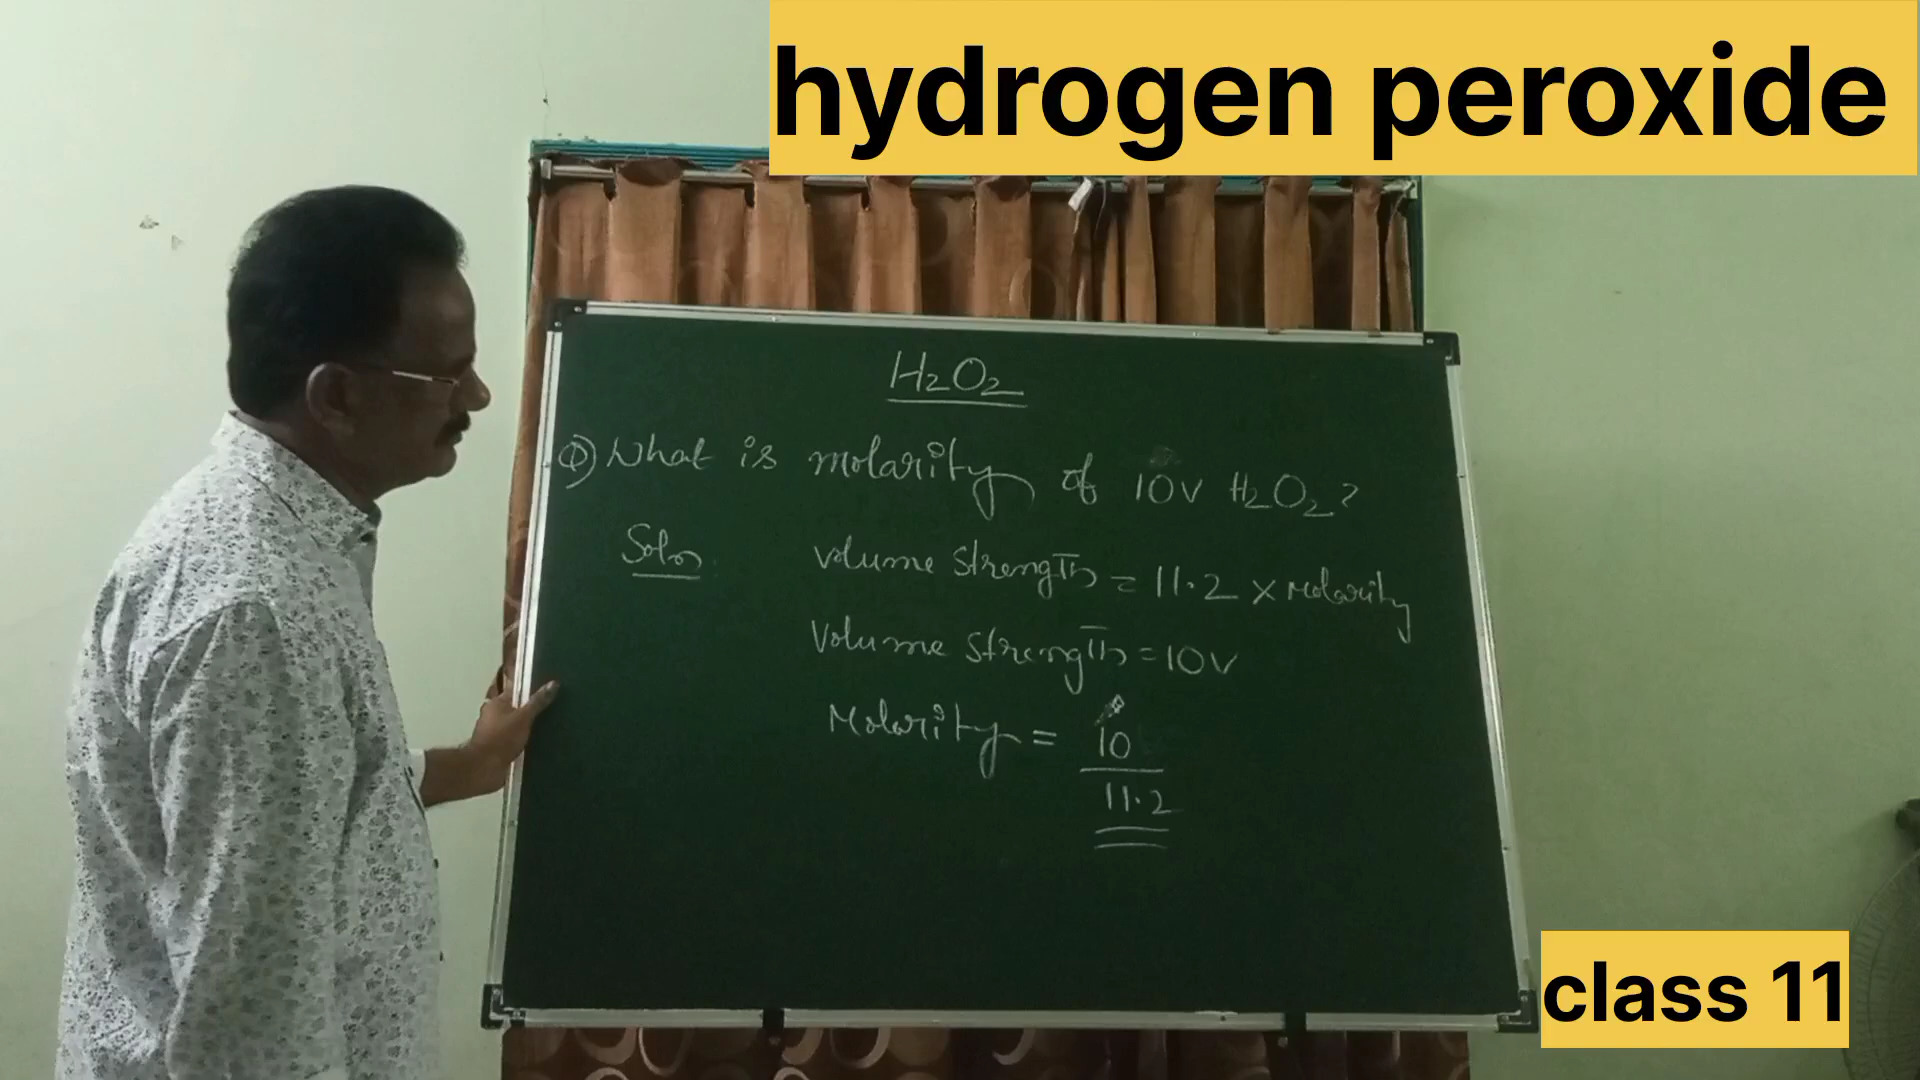 hydrogen peroxide
H2O2
Q) What is molarity of 10v H2O2?
Soln
volume strength = 11.2 x Molarity
Volume strength = 10V
Molarity = 10
11.2
class 11